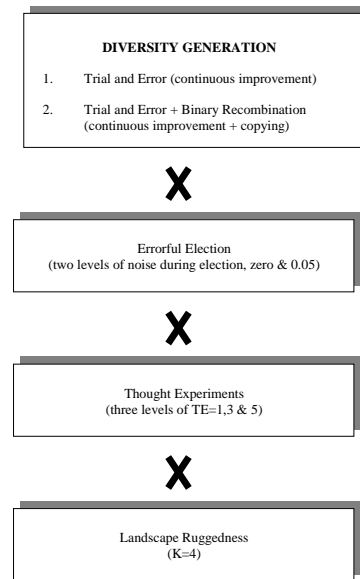 DIVERSITY GENERATION
1. Trial and Error (continuous improvement)
2. Trial and Error + Binary Recombination
(continuous improvement + copying)
X
Errorful Election
(two levels of noise during election, zero & 0.05)
X
Thought Experiments
(three levels of TE=1,3 & 5)
X
Landscape Ruggedness
(K=4)